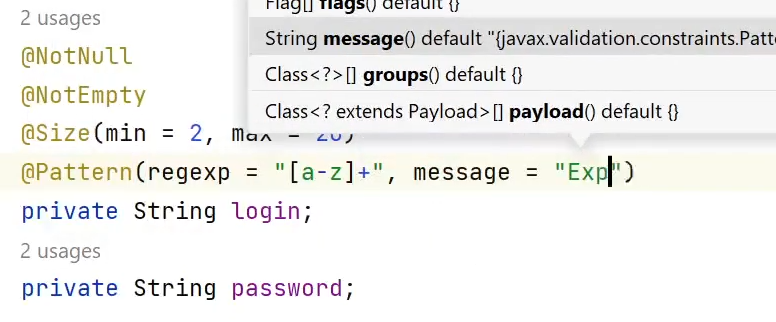 Flag[] flags() default {}
String message() default "{javax.validation.constraints.Patte
Class<?>[] groups() default {}
Class<? extends Payload>[] payload() default {}
2 usages
@NotNull
@NotEmpty
@Size(min = 2, max = 20)
@Pattern(regexp = "[a-z]+", message = "Exp")
private String login;
2 usages
private String password;